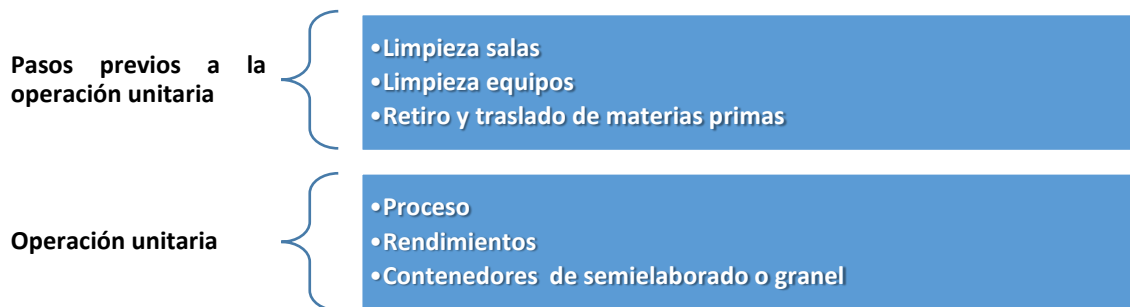 Pasos previos a la
operación unitaria
•Limpieza salas
•Limpieza equipos
•Retiro y traslado de materias primas
Operación unitaria
•Proceso
•Rendimientos
•Contenedores de semielaborado o granel